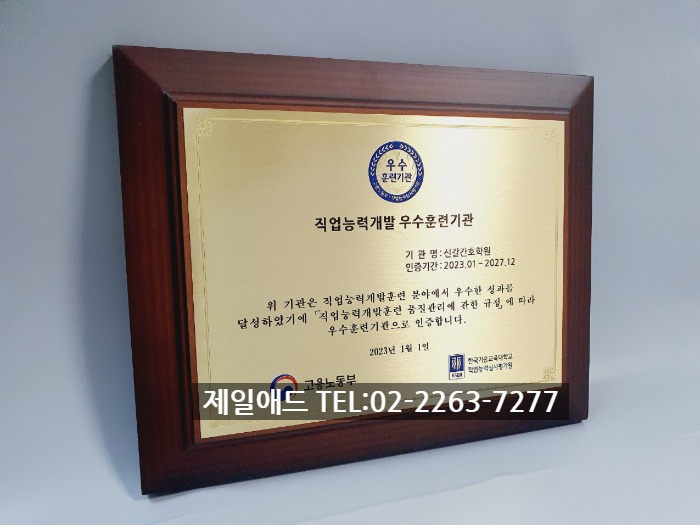 우수
훈련기관
직업능력개발 우수훈련기관
기 관 명 : 신갈간호학원
인증기간 : 2023.01 ~ 2027.12
위 기관은 직업능력개발훈련 분야에서 우수한 성과를
달성하였기에 「직업능력개발훈련 품질관리에 관한 규정」에 따라
우수훈련기관으로 인증합니다.
2023년 1월 1일
고용노동부
한국기술교육대학교
직업능력심사평가원
제일애드 TEL:02-2263-7277